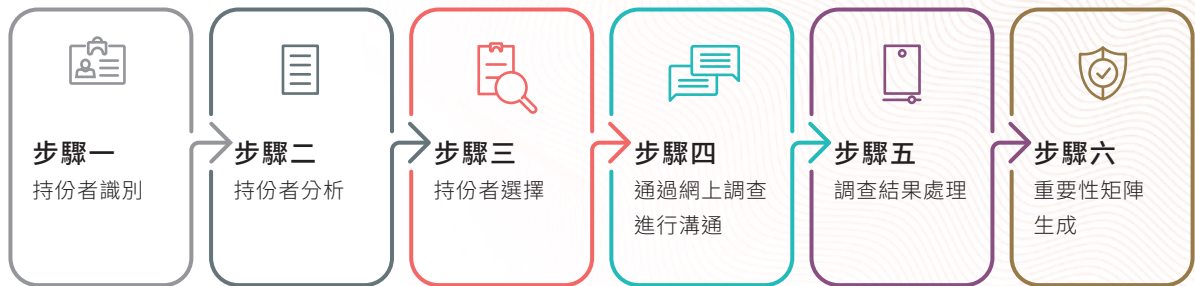 步驟一
持份者識別
步驟二
持份者分析
步驟三
持份者選擇
步驟四
通過網上調查
進行溝通
步驟五
調查結果處理
步驟六
重要性矩陣
生成